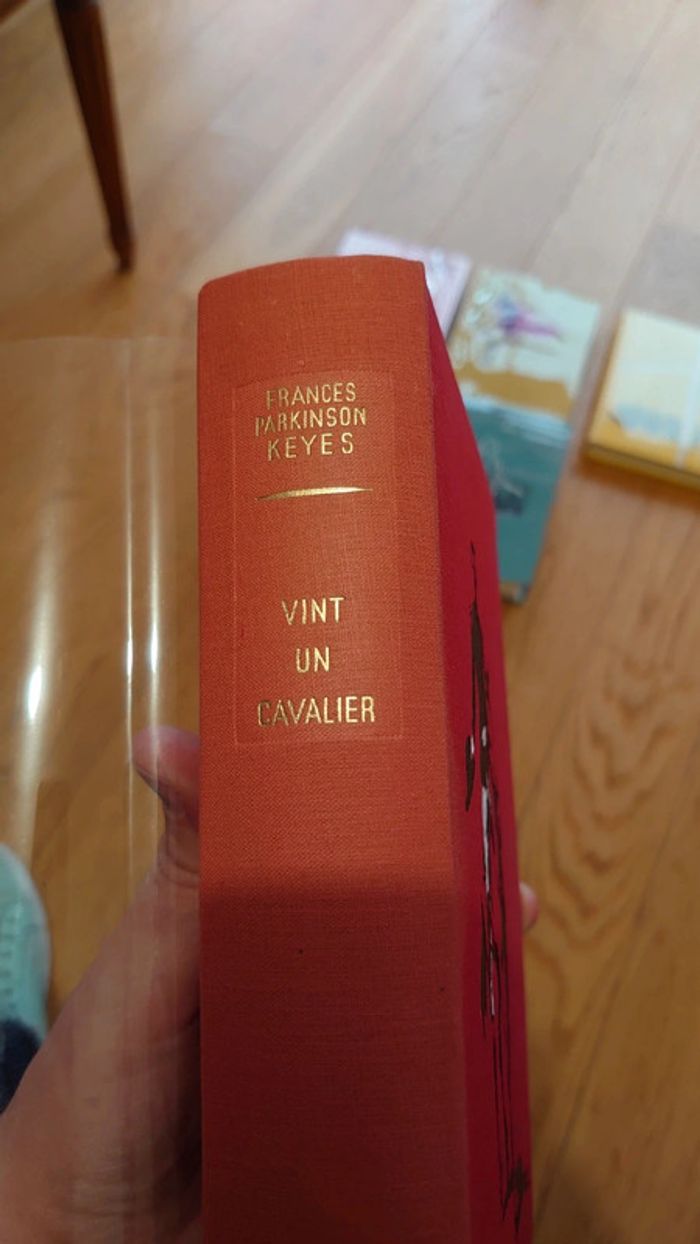 FRANCES
PARKINSON
KEYES
VINT
UN
CAVALIER